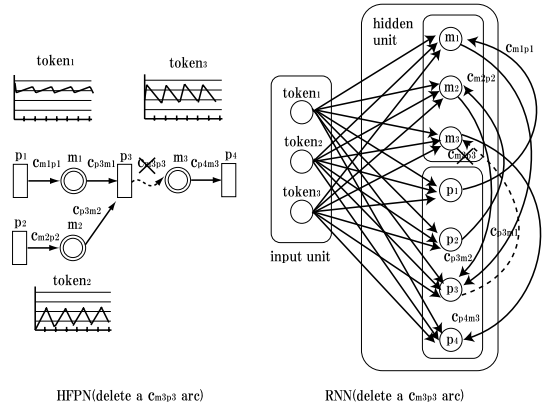 token1
token3
p1
cm1p1
m1
cp3m1
p3
cm3p3
m3
cp4m3
p4
cp3m2
p2
cm2p2
m2
token2
HFPN(delete a cm3p3 arc)
hidden
unit
m1
cm1p1
cm2p2
m2
token1
m3
cm3p3
token2
p1
token3
p2
cp3m1
cp3m2
input unit
p3
cp4m3
p4
RNN(delete a cm3p3 arc)